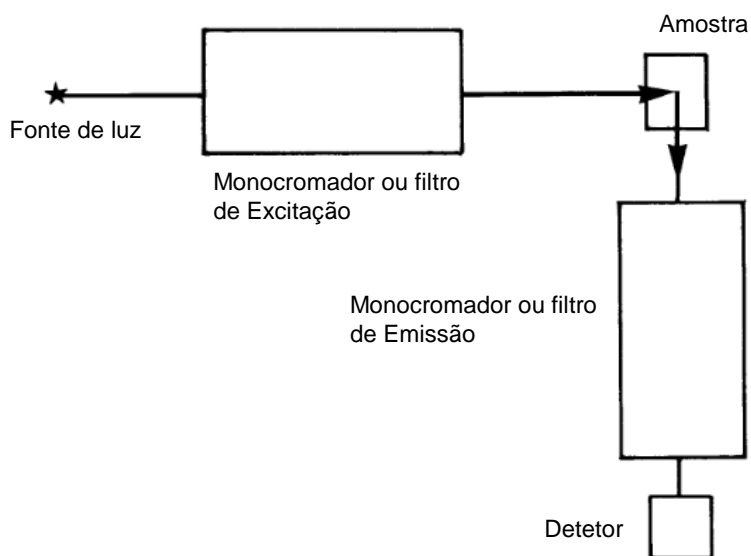 Amostra
Fonte de luz
Monocromador ou filtro
de Excitação
Monocromador ou filtro
de Emissão
Detetor